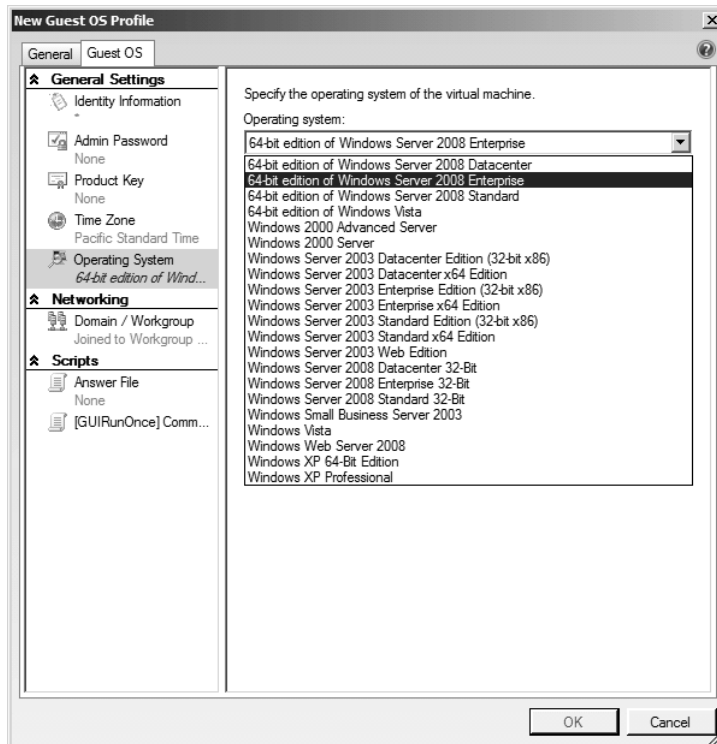 New Guest OS Profile
General
Guest OS
General Settings
Identity Information
*
Admin Password
None
Product Key
None
Time Zone
Pacific Standard Time
Operating System
64-bit edition of Wind...
Networking
Domain / Workgroup
Joined to Workgroup ...
Scripts
Answer File
None
[GUIRunOnce] Comm...
Specify the operating system of the virtual machine.
Operating system:
64-bit edition of Windows Server 2008 Enterprise
64-bit edition of Windows Server 2008 Datacenter
64-bit edition of Windows Server 2008 Enterprise
64-bit edition of Windows Server 2008 Standard
64-bit edition of Windows Vista
Windows 2000 Advanced Server
Windows 2000 Server
Windows Server 2003 Datacenter Edition (32-bit x86)
Windows Server 2003 Datacenter x64 Edition
Windows Server 2003 Enterprise Edition (32-bit x86)
Windows Server 2003 Enterprise x64 Edition
Windows Server 2003 Standard Edition (32-bit x86)
Windows Server 2003 Standard x64 Edition
Windows Server 2003 Web Edition
Windows Server 2008 Datacenter 32-Bit
Windows Server 2008 Enterprise 32-Bit
Windows Server 2008 Standard 32-Bit
Windows Small Business Server 2003
Windows Vista
Windows Web Server 2008
Windows XP 64-Bit Edition
Windows XP Professional
OK
Cancel